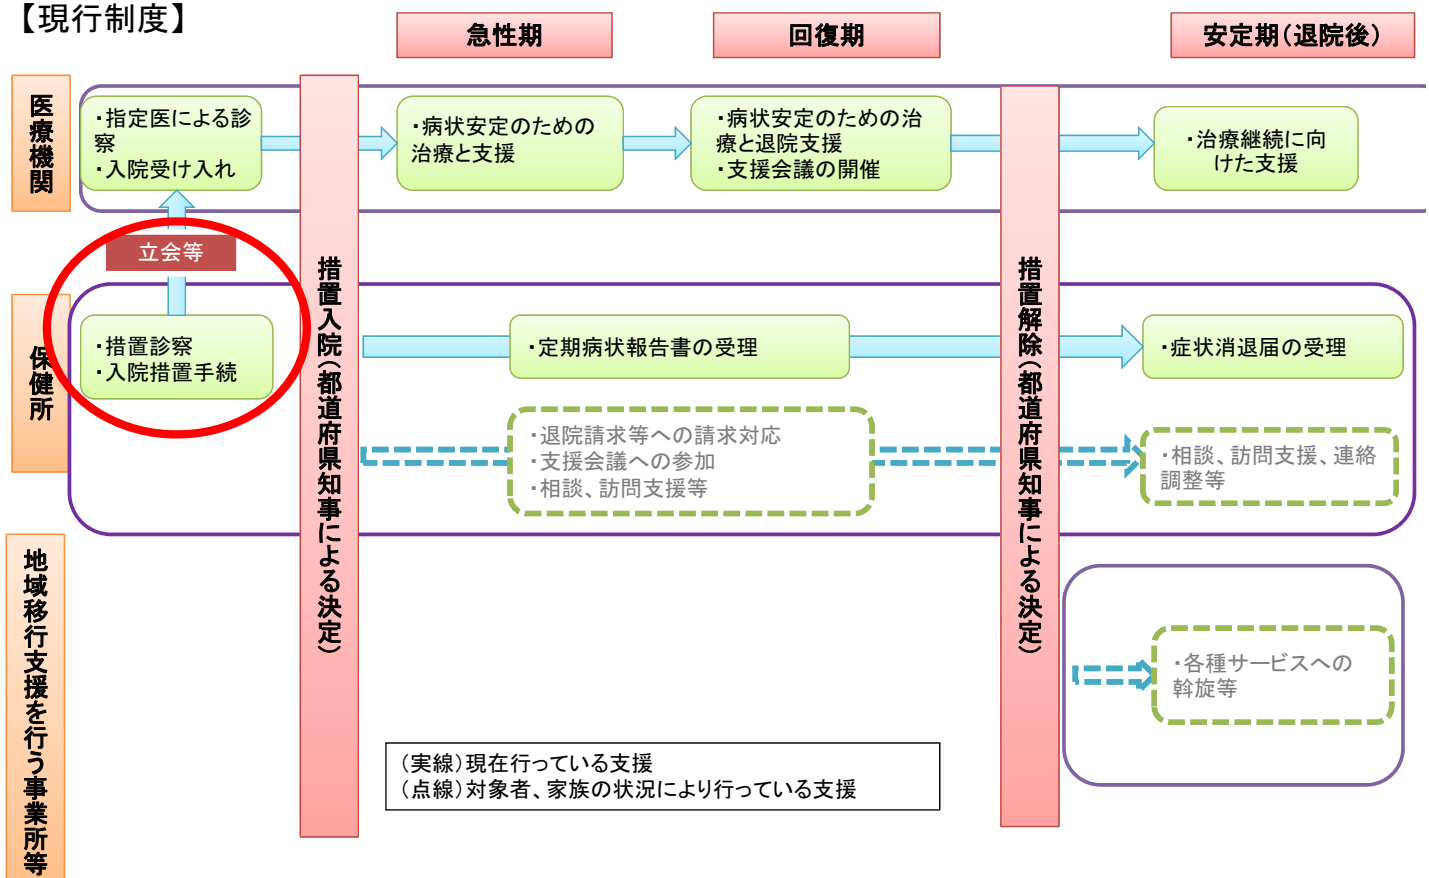 【現行制度】
急性期
回復期
安定期(退院後)
医療機関
・指定医による診
察
・入院受け入れ
・病状安定のための
治療と支援
・病状安定のための治
療と退院支援
・支援会議の開催
・治療継続に向
けた支援
立会等
措置入院(都道府県知事による決定)
措置解除(都道府県知事による決定)
保健所
・措置診察
・入院措置手続
・定期病状報告書の受理
・症状消退届の受理
・退院請求等への請求対応
・支援会議への参加
・相談、訪問支援等
・相談、訪問支援、連絡
調整等
地域移行支援を行う事業所等
・各種サービスへの
斡旋等
(実線)現在行っている支援
(点線)対象者、家族の状況により行っている支援